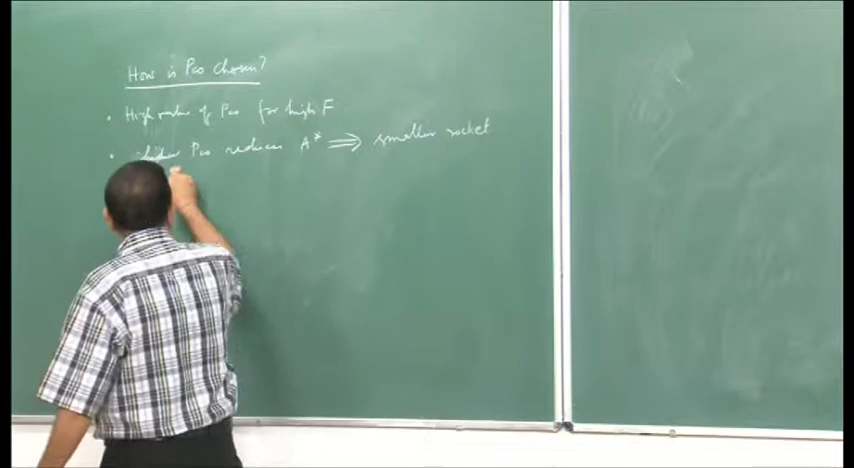 How is Pco chosen?
• High value of Pco for high F
• Higher Pco reduces A* ⟹ smaller rocket